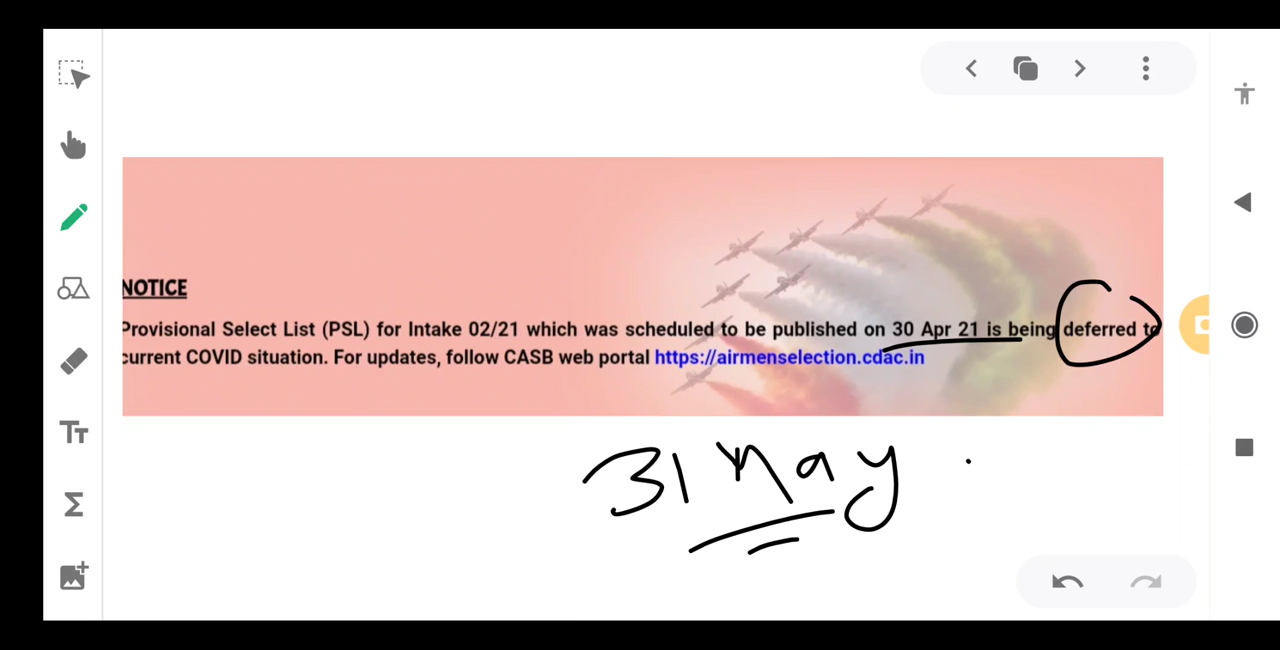 NOTICE
Provisional Select List (PSL) for Intake 02/21 which was scheduled to be published on 30 Apr 21 is being deferred to
current COVID situation. For updates, follow CASB web portal https://airmenselection.cdac.in
31 May
Tт
Σ